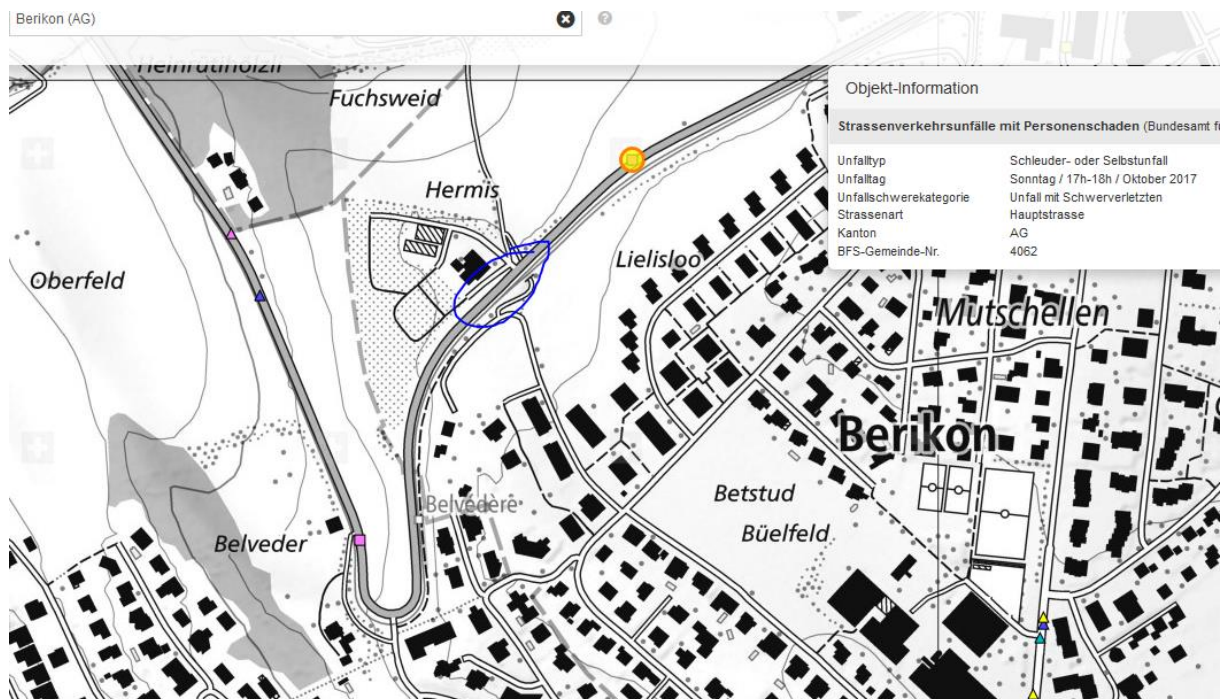 Berikon (AG)
Objekt-Information
Strassenverkehrsunfälle mit Personenschaden (Bundesamt fü
Unfalltyp Schleuder- oder Selbstunfall
Unfalltag Sonntag / 17h-18h / Oktober 2017
Unfallschwerekategorie Unfall mit Schwerverletzten
Strassenart Hauptstrasse
Kanton AG
BFS-Gemeinde-Nr. 4062
Fuchsweid
Hermis
Oberfeld
Lielisloo
Mutschellen
Berikon
Belvédère
Betstud
Büelfeld
Belveder